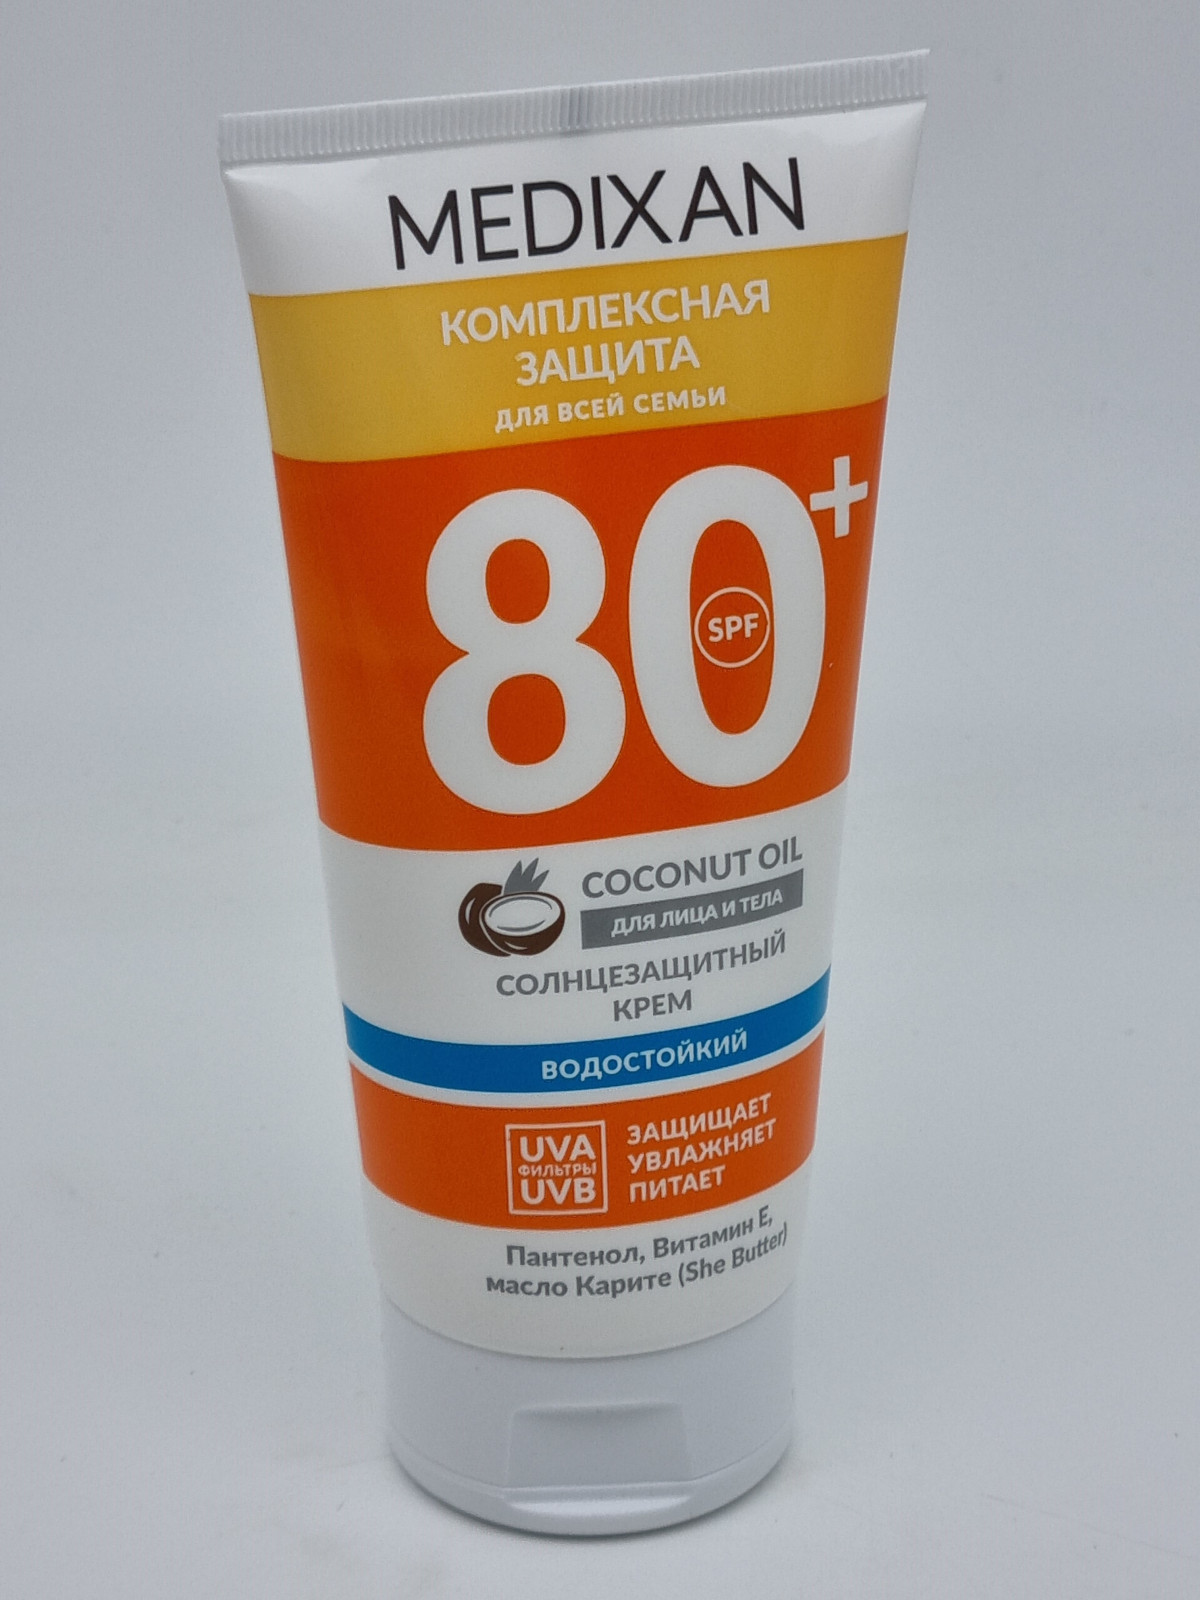 MEDIXAN
КОМПЛЕКСНАЯ
ЗАЩИТА
ДЛЯ ВСЕЙ СЕМЬИ
80+
SPF
COCONUT OIL
ДЛЯ ЛИЦА И ТЕЛА
СОЛНЦЕЗАЩИТНЫЙ
КРЕМ
ВОДОСТОЙКИЙ
UVA
ФИЛЬТРЫ
UVB
ЗАЩИЩАЕТ
УВЛАЖНЯЕТ
ПИТАЕТ
Пантенол, Витамин Е,
масло Карите (She Butter)